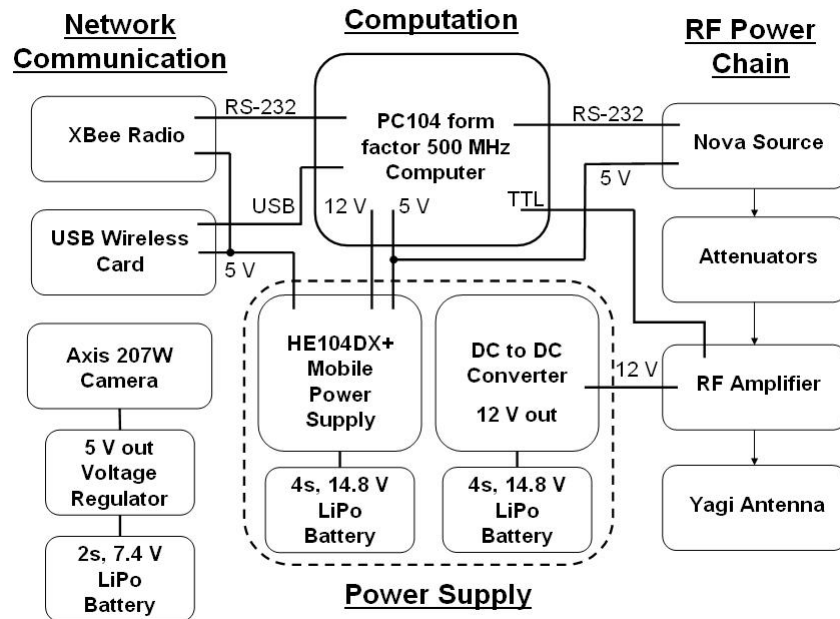 Network
Communication
Computation
RF Power
Chain
XBee Radio
RS-232
PC104 form
factor 500 MHz
Computer
RS-232
Nova Source
5 V
USB
12 V
5 V
TTL
USB Wireless
Card
5 V
Attenuators
Axis 207W
Camera
HE104DX+
Mobile
Power
Supply
DC to DC
Converter
12 V out
12 V
RF Amplifier
5 V out
Voltage
Regulator
4s, 14.8 V
LiPo
Battery
4s, 14.8 V
LiPo
Battery
Yagi Antenna
2s, 7.4 V
LiPo
Battery
Power Supply